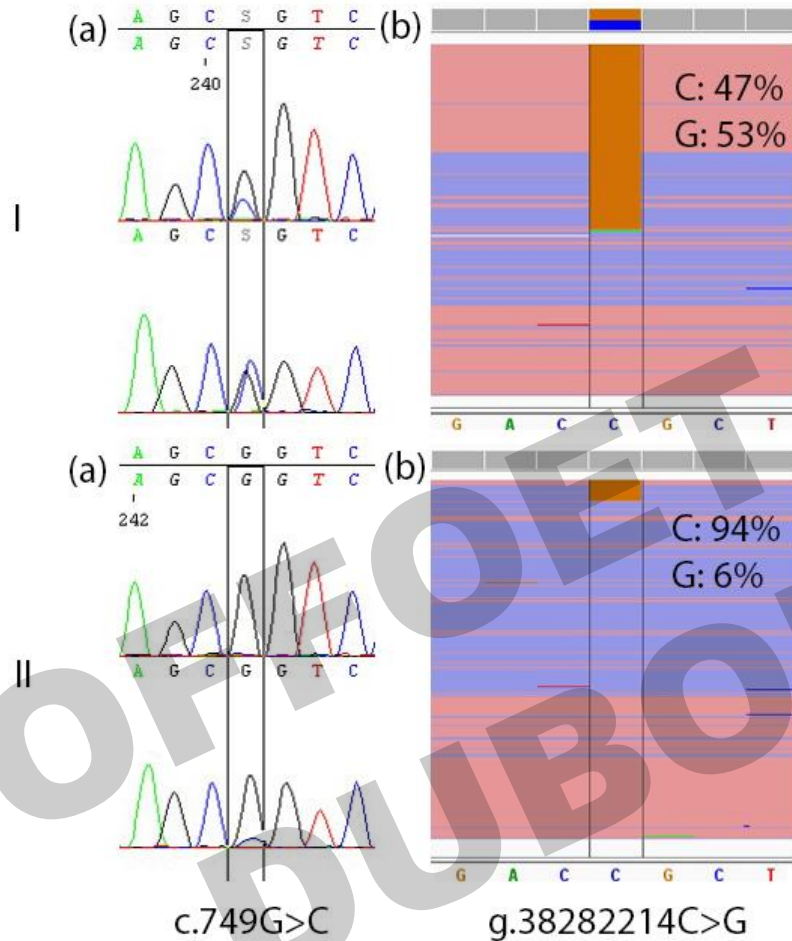 (a) A G C S G T C (b)
A G C S G T C
240
C: 47%
G: 53%
I
A G C S G T C
G A C C G C T
(a) A G C G G T C (b)
A G C G G T C
242
C: 94%
G: 6%
II
A G C G G T C
G A C C G C T
c.749G>C g.38282214C>G
OFFOET
DUBO